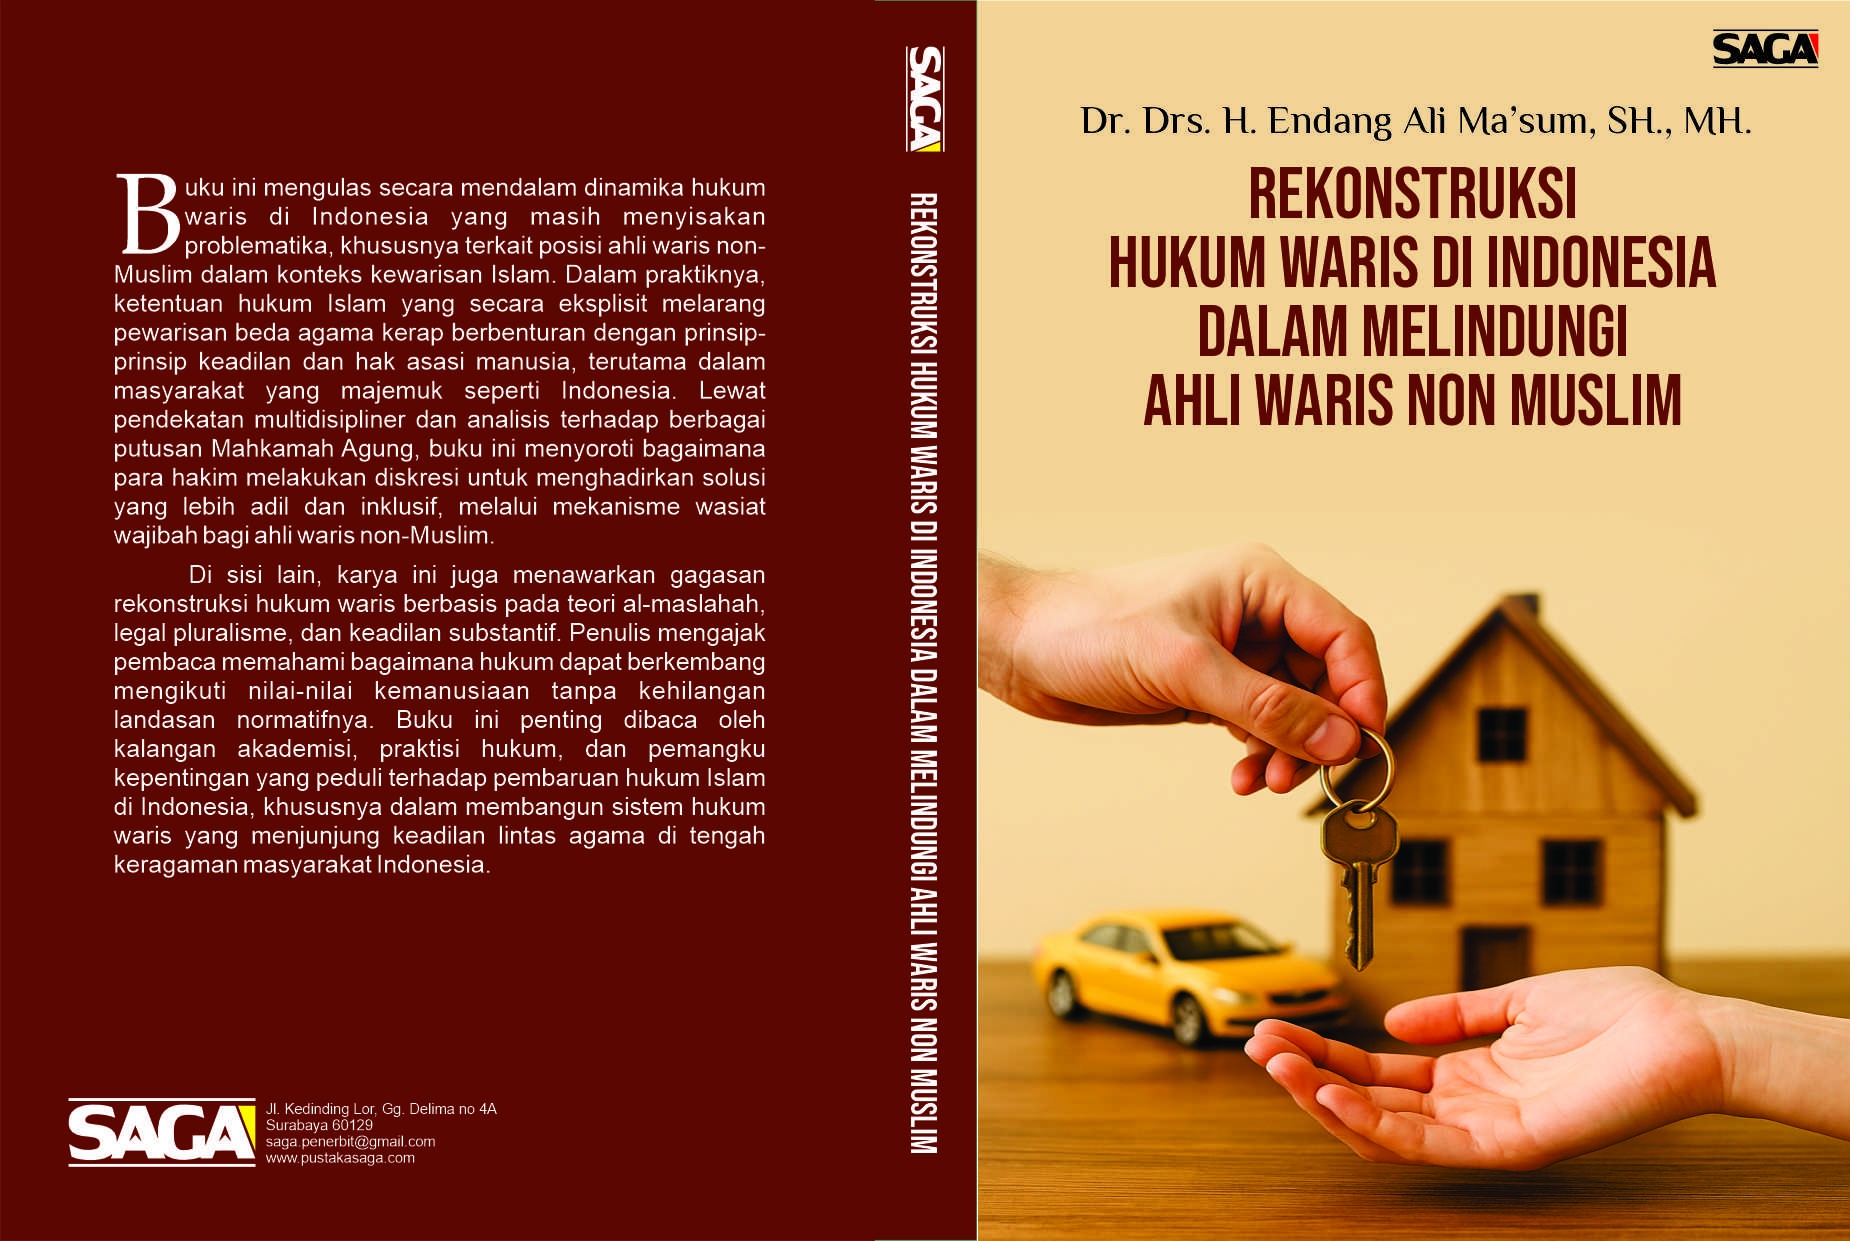 Buku ini mengulas secara mendalam dinamika hukum
waris di Indonesia yang masih menyisakan
problematika, khususnya terkait posisi ahli waris non-
Muslim dalam konteks kewarisan Islam. Dalam praktiknya,
ketentuan hukum Islam yang secara eksplisit melarang
pewarisan beda agama kerap berbenturan dengan prinsip-
prinsip keadilan dan hak asasi manusia, terutama dalam
masyarakat yang majemuk seperti Indonesia. Lewat
pendekatan multidisipliner dan analisis terhadap berbagai
putusan Mahkamah Agung, buku ini menyoroti bagaimana
para hakim melakukan diskresi untuk menghadirkan solusi
yang lebih adil dan inklusif, melalui mekanisme wasiat
wajibah bagi ahli waris non-Muslim.
Di sisi lain, karya ini juga menawarkan gagasan
rekonstruksi hukum waris berbasis pada teori al-maslahah,
legal pluralisme, dan keadilan substantif. Penulis mengajak
pembaca memahami bagaimana hukum dapat berkembang
mengikuti nilai-nilai kemanusiaan tanpa kehilangan
landasan normatifnya. Buku ini penting dibaca oleh
kalangan akademisi, praktisi hukum, dan pemangku
kepentingan yang peduli terhadap pembaruan hukum Islam
di Indonesia, khususnya dalam membangun sistem hukum
waris yang menjunjung keadilan lintas agama di tengah
keragaman masyarakat Indonesia.
SAGA
Jl. Kedinding Lor, Gg. Delima no 4A
Surabaya 60129
saga.penerbit@gmail.com
www.pustakasaga.com
SAGA
REKONSTRUKSI HUKUM WARIS DI INDONESIA DALAM MELINDUNGI AHLI WARIS NON MUSLIM
SAGA
Dr. Drs. H. Endang Ali Ma'sum, SH., MH.
REKONSTRUKSI
HUKUM WARIS DI INDONESIA
DALAM MELINDUNGI
AHLI WARIS NON MUSLIM